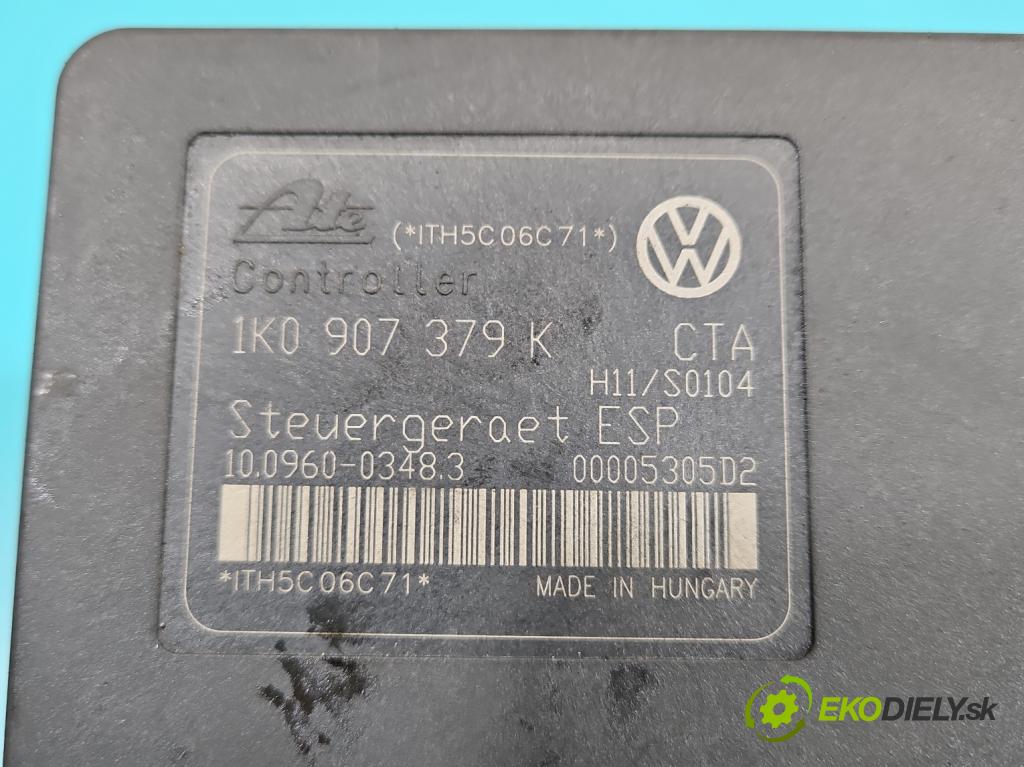 Ate (*ITH5C06C71*)
Controller
1K0 907 379 K CTA
H11/S0104
Steuergeraet ESP
10.0960-0348.3 00005305D2
*ITH5C06C71* MADE IN HUNGARY
EKODIELY.sk